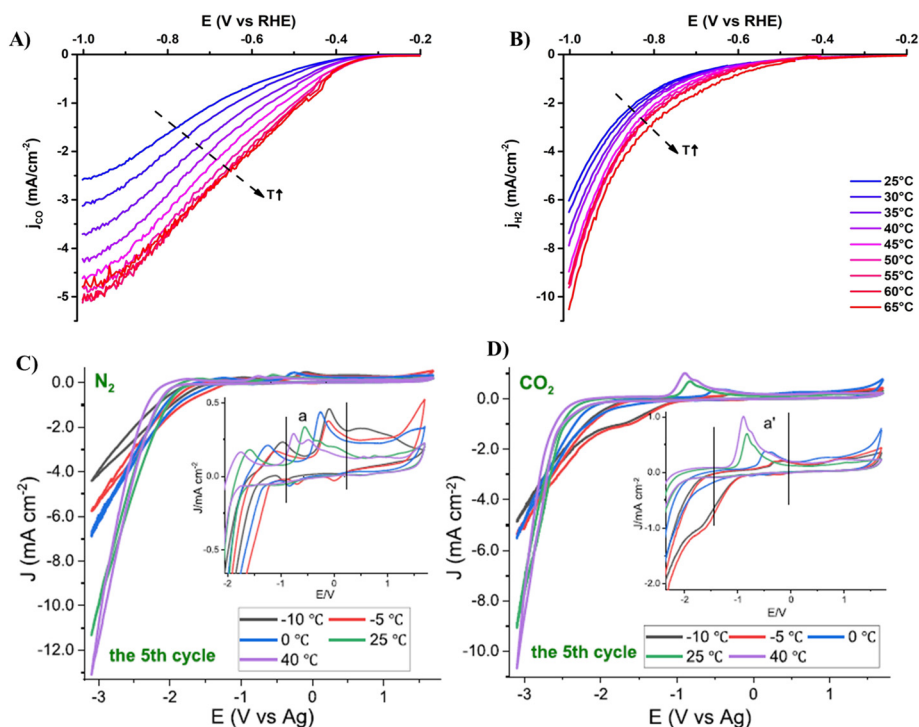 A)
E (V vs RHE)
-1.0 -0.8 -0.6 -0.4 -0.2
0
-1
-2
-3
-4
-5
jCO (mA/cm-2)
T↑
B)
E (V vs RHE)
-1.0 -0.8 -0.6 -0.4 -0.2
0
-2
-4
-6
-8
-10
jH2 (mA/cm-2)
T↑
25°C
30°C
35°C
40°C
45°C
50°C
55°C
60°C
65°C
C)
N2
0.0
-2.0
-4.0
-6.0
-8.0
-10.0
-12.0
J (mA cm-2)
a
0.5
0.0
-0.5
J/mA cm-2
-2 -1 0 1
E/V
-10 °C -5 °C
0 °C 25 °C
40 °C
the 5th cycle
-3 -2 -1 0 1
E (V vs Ag)
D)
CO2
2.0
0.0
-2.0
-4.0
-6.0
-8.0
-10.0
J (mA cm-2)
a'
1.0
0.0
-1.0
-2.0
J/mA cm-2
-2 -1 0 1
E/V
-10 °C -5 °C 0 °C
25 °C 40 °C
the 5th cycle
-3 -2 -1 0 1
E (V vs Ag)